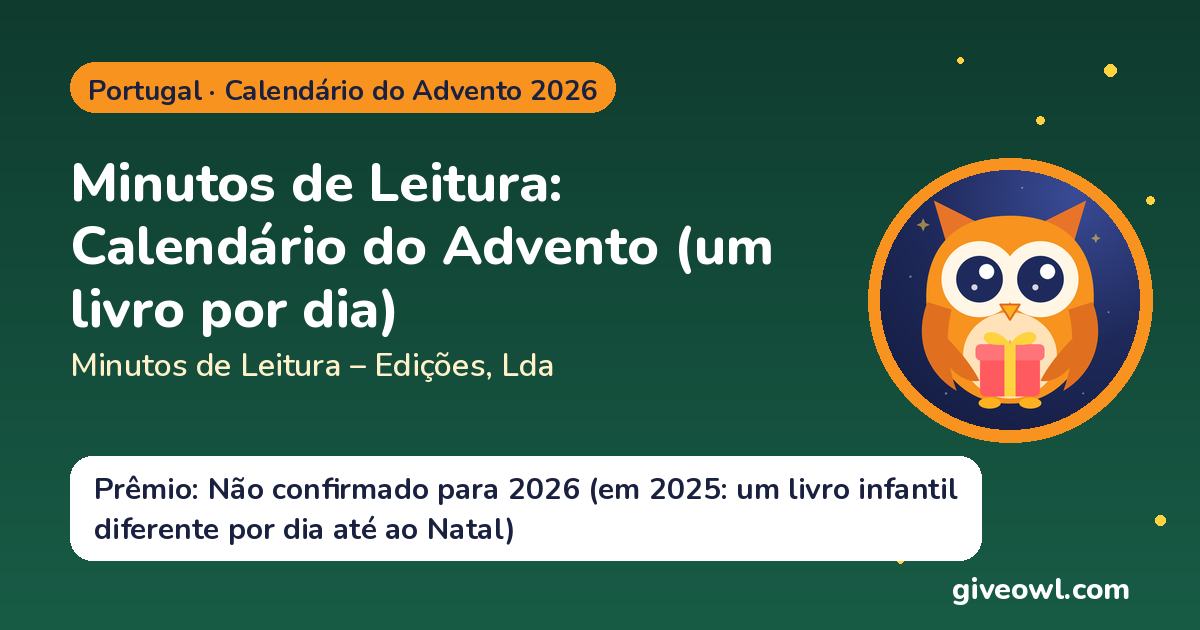 Portugal · Calendário do Advento 2026
Minutos de Leitura:
Calendário do Advento (um
livro por dia)
Minutos de Leitura – Edições, Lda
Prêmio: Não confirmado para 2026 (em 2025: um livro infantil
diferente por dia até ao Natal)
giveowl.com